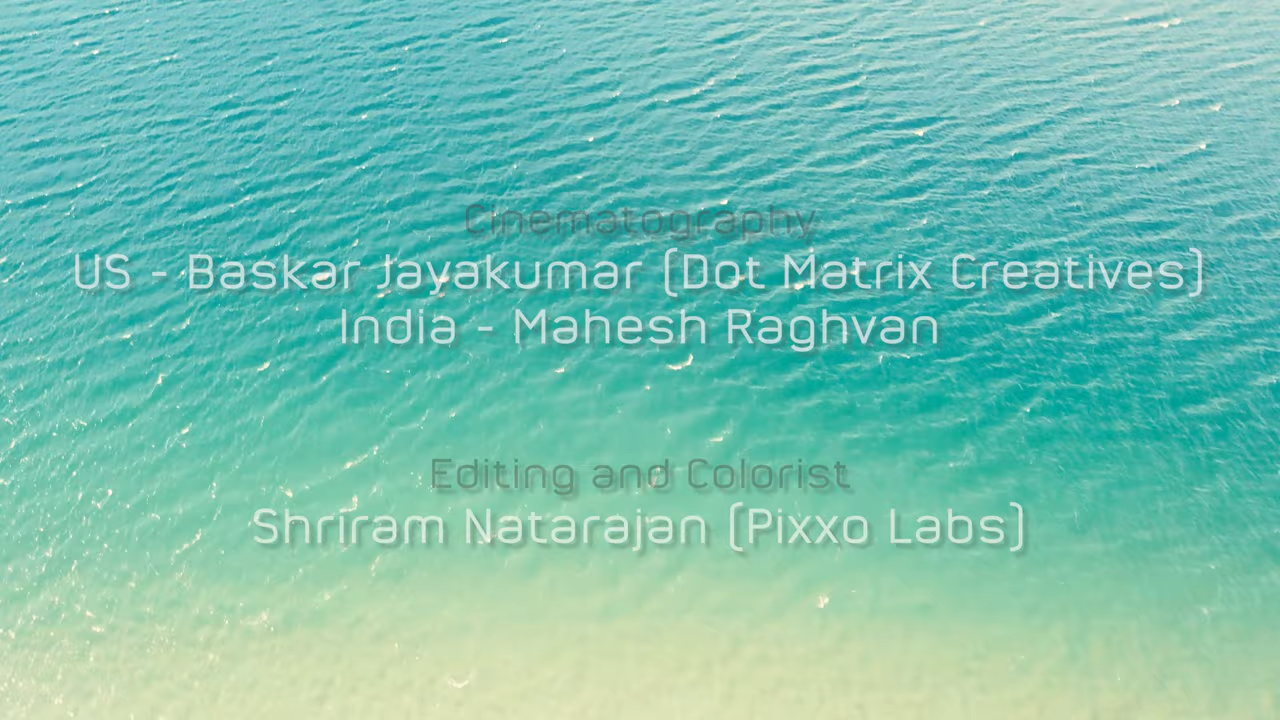 Cinematography
US - Baskar Jayakumar (Dot Matrix Creatives)
India - Mahesh Raghvan
Editing and Colorist
Shriram Natarajan (Pixxo Labs)